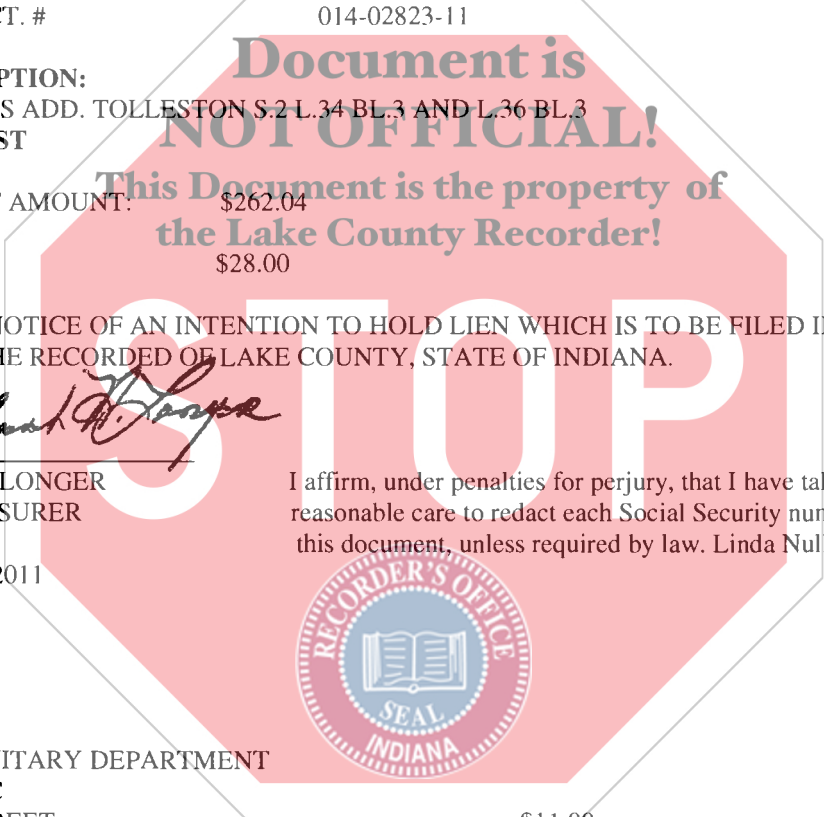 T. # 014-02823-11
Document is
PTION:
S ADD. TOLLESTON S.2 L.34 BL.3 AND L.36 BL.3
NOT OFFICIAL!
ST
This Document is the property of
AMOUNT: $262.04
the Lake County Recorder!
$28.00
NOTICE OF AN INTENTION TO HOLD LIEN WHICH IS TO BE FILED I
HE RECORDED OF LAKE COUNTY, STATE OF INDIANA.
STOP
LONGER I affirm, under penalties for perjury, that I have tal
SURER reasonable care to redact each Social Security nur
this document, unless required by law. Linda Nul
2011
RECORDER'S OFFICE
SEAL
INDIANA
ITARY DEPARTMENT
$11.00